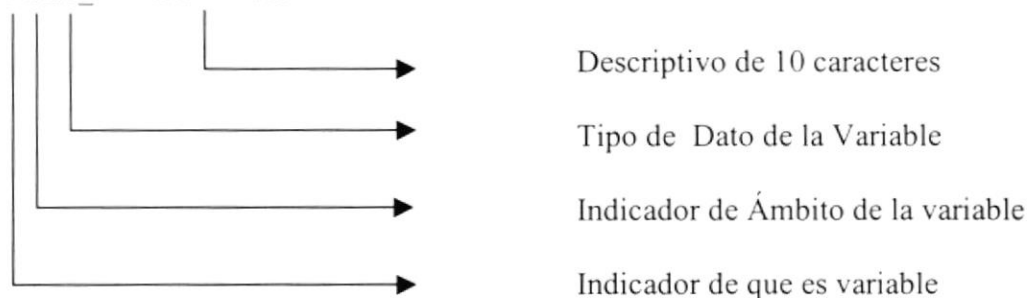 Descriptivo de 10 caracteres
Tipo de Dato de la Variable
Indicador de Ámbito de la variable
Indicador de que es variable